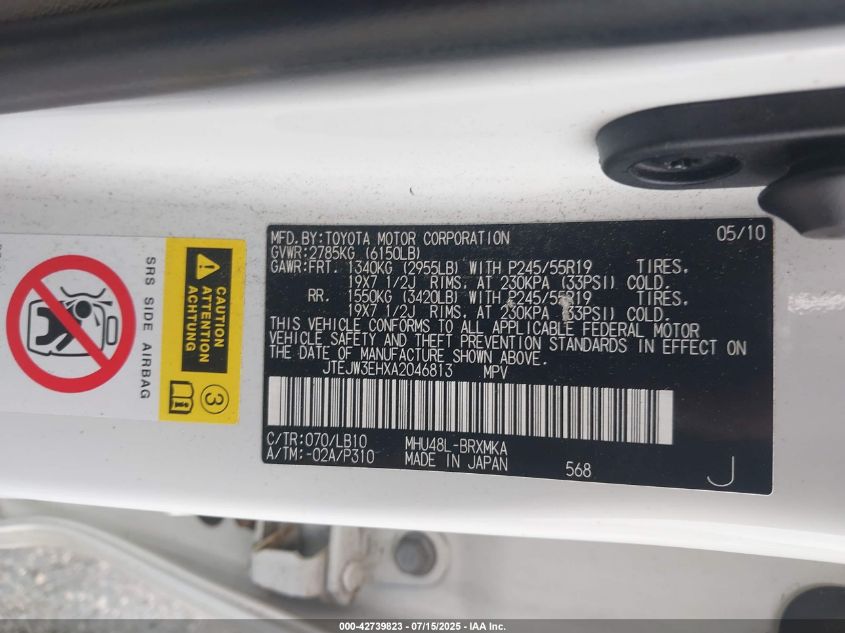 MFD. BY:TOYOTA MOTOR CORPORATION 05/10
GVWR:2785KG (6150LB)
GAWR:FRT. 1340KG (2955LB) WITH P245/55R19 TIRES.
19X7 1/2J RIMS. AT 230KPA (33PSI) COLD.
RR. 1550KG (3420LB) WITH P245/55R19 TIRES.
19X7 1/2J RIMS. AT 230KPA (33PSI) COLD.
THIS VEHICLE CONFORMS TO ALL APPLICABLE FEDERAL MOTOR
VEHICLE SAFETY AND THEFT PREVENTION STANDARDS IN EFFECT ON
THE DATE OF MANUFACTURE SHOWN ABOVE.
JTEJW3EHXA2046813 MPV
C/TR:070/LB10 MHU48L-BRXMKA
A/TM:-02A/P310 MADE IN JAPAN 568
J
SRS SIDE AIRBAG
CAUTION
ATTENTION
3
000-42739823 - 07/15/2025 - IAA Inc.